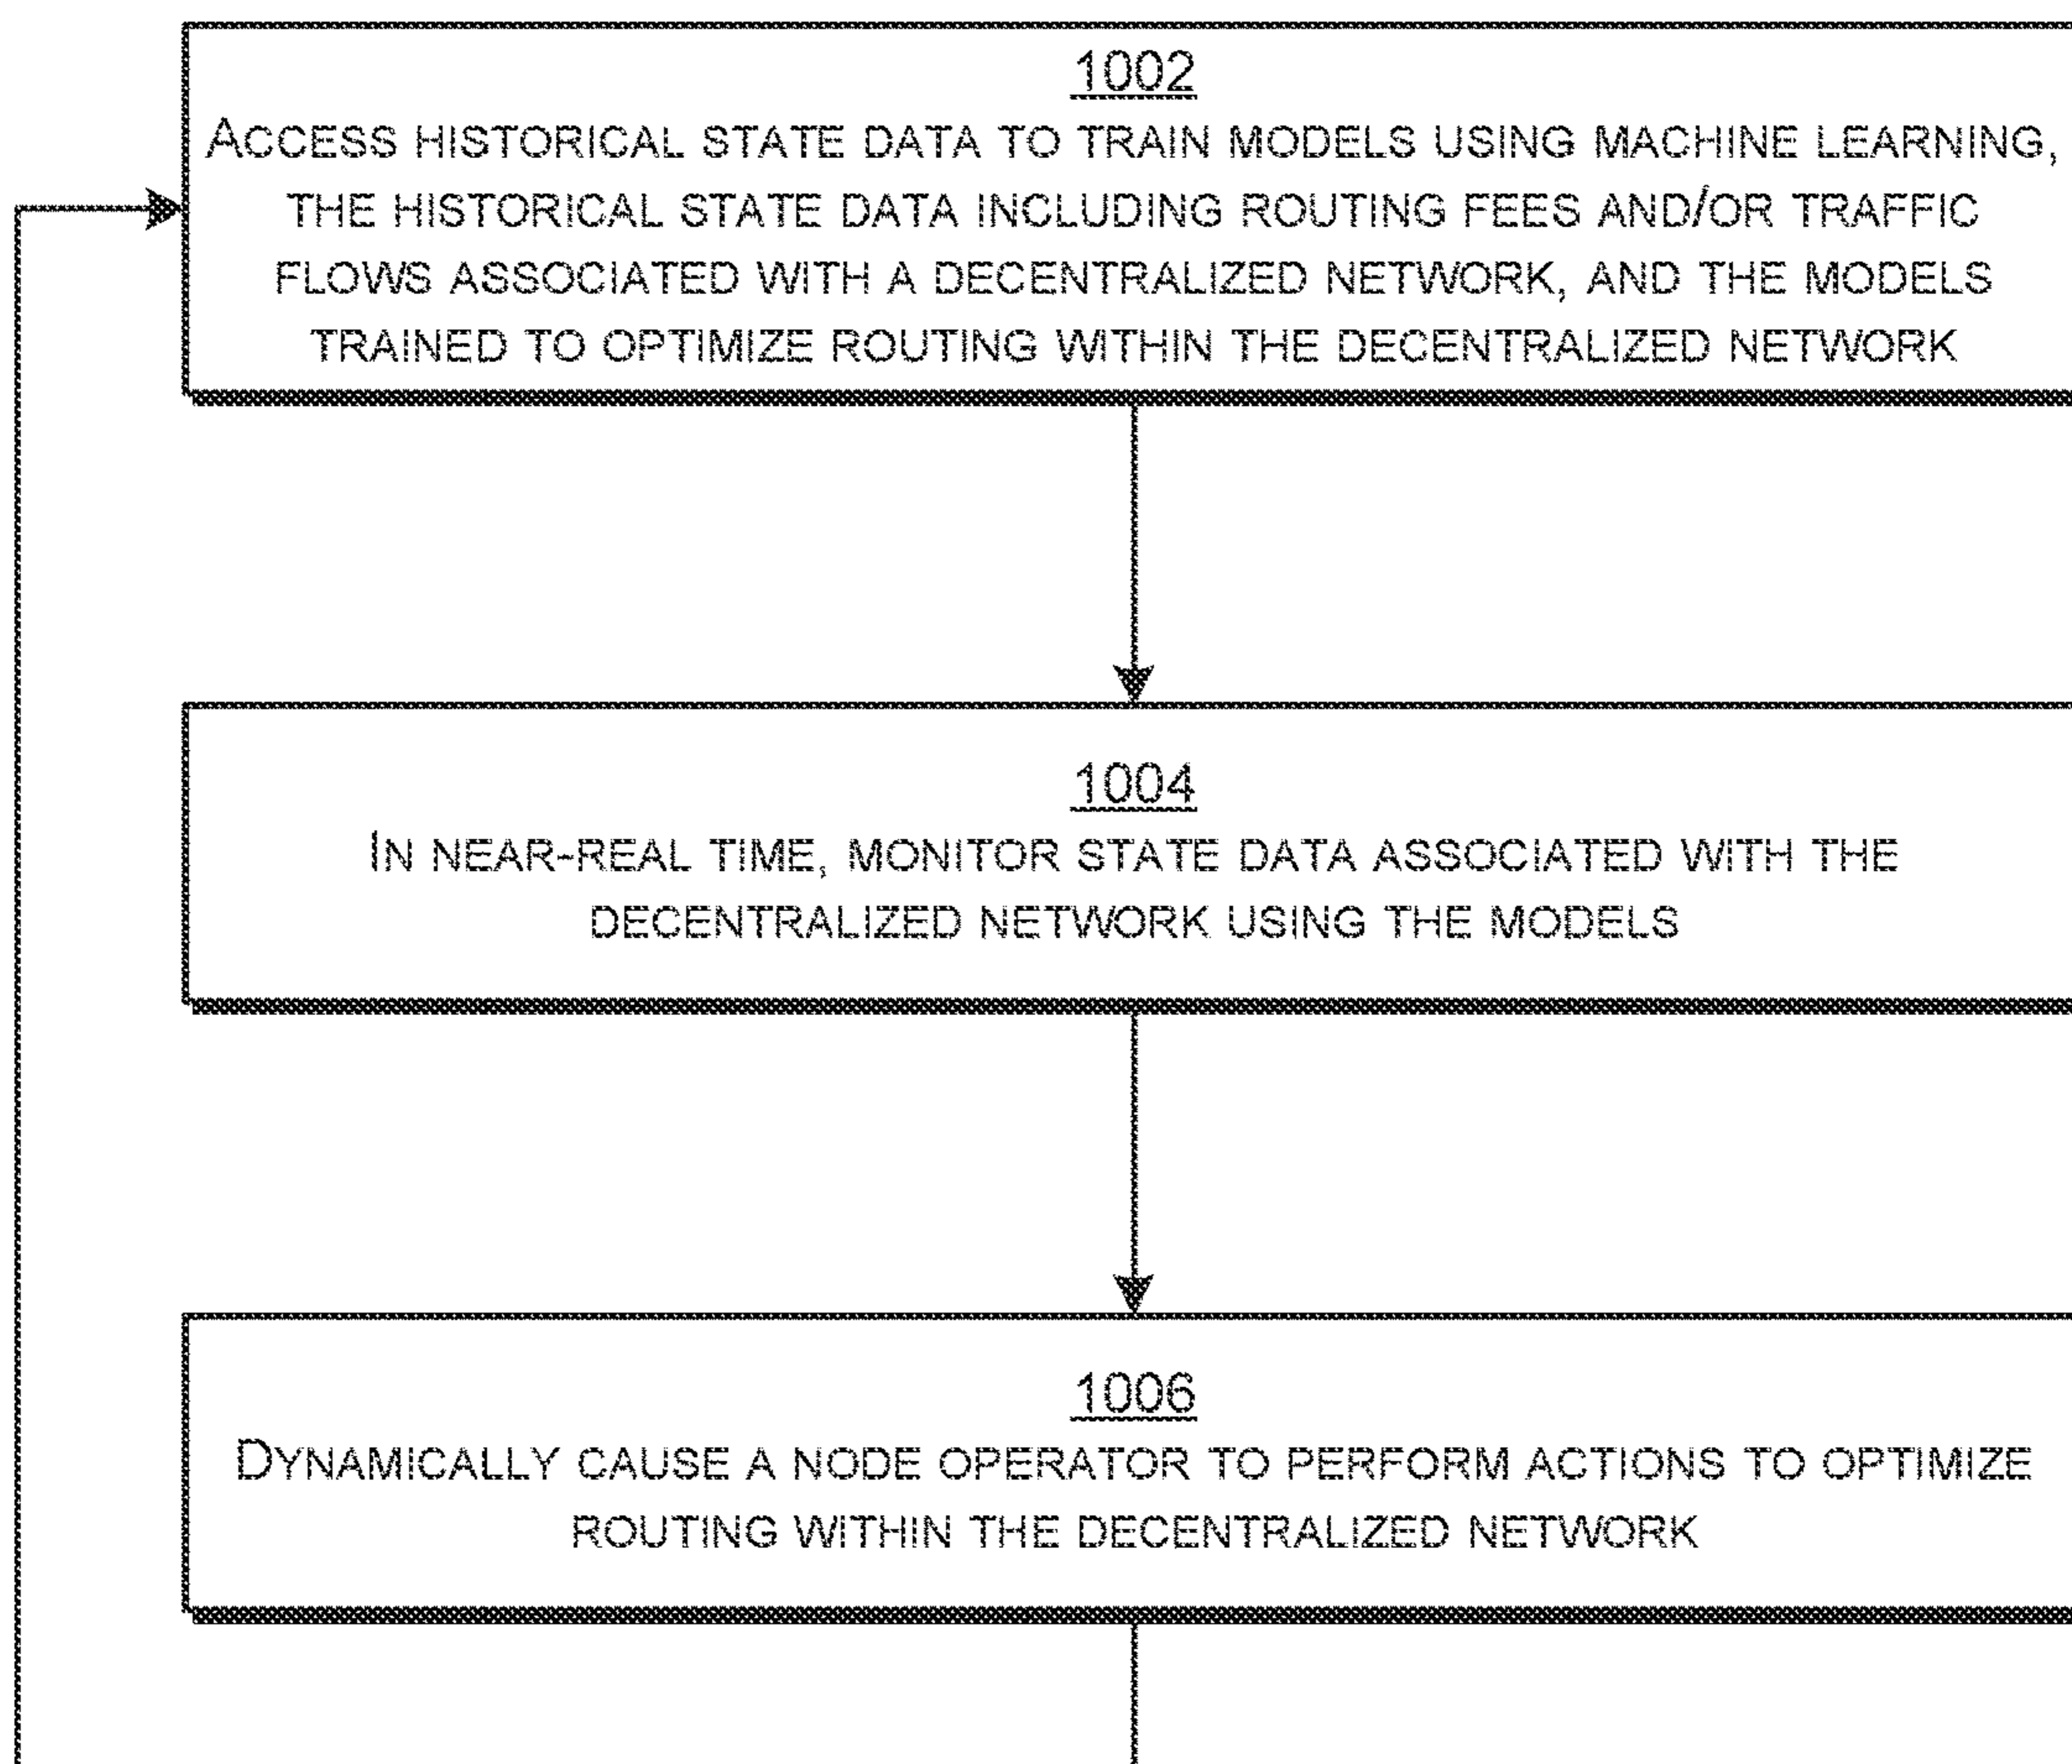 1002
ACCESS HISTORICAL STATE DATA TO TRAIN MODELS USING MACHINE LEARNING,
THE HISTORICAL STATE DATA INCLUDING ROUTING FEES AND/OR TRAFFIC
FLOWS ASSOCIATED WITH A DECENTRALIZED NETWORK, AND THE MODELS
TRAINED TO OPTIMIZE ROUTING WITHIN THE DECENTRALIZED NETWORK
1004
IN NEAR-REAL TIME, MONITOR STATE DATA ASSOCIATED WITH THE
DECENTRALIZED NETWORK USING THE MODELS
1006
DYNAMICALLY CAUSE A NODE OPERATOR TO PERFORM ACTIONS TO OPTIMIZE
ROUTING WITHIN THE DECENTRALIZED NETWORK